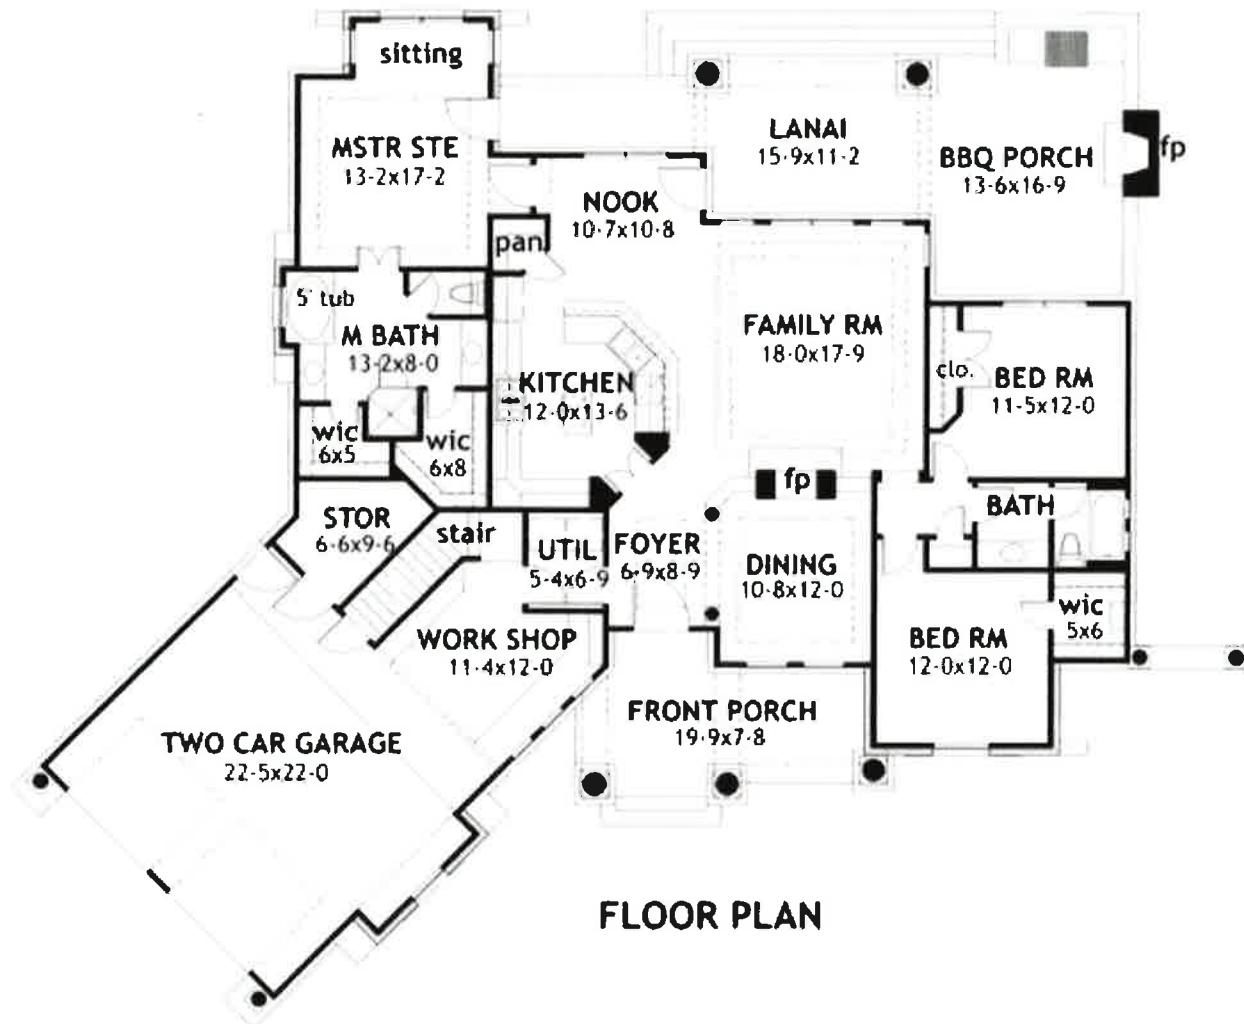 sitting
MSTR STE
13-2x17-2
LANAI
15-9x11-2
BBQ PORCH
13-6x16-9
fp
NOOK
10-7x10-8
pan
5' tub
M BATH
13-2x8-0
FAMILY RM
18-0x17-9
KITCHEN
12-0x13-6
clo.
BED RM
11-5x12-0
wic
6x5
wic
6x8
fp
BATH
STOR
6-6x9-6
stair
UTIL
5-4x6-9
FOYER
6-9x8-9
DINING
10-8x12-0
wic
5x6
WORK SHOP
11-4x12-0
BED RM
12-0x12-0
FRONT PORCH
19-9x7-8
TWO CAR GARAGE
22-5x22-0
FLOOR PLAN